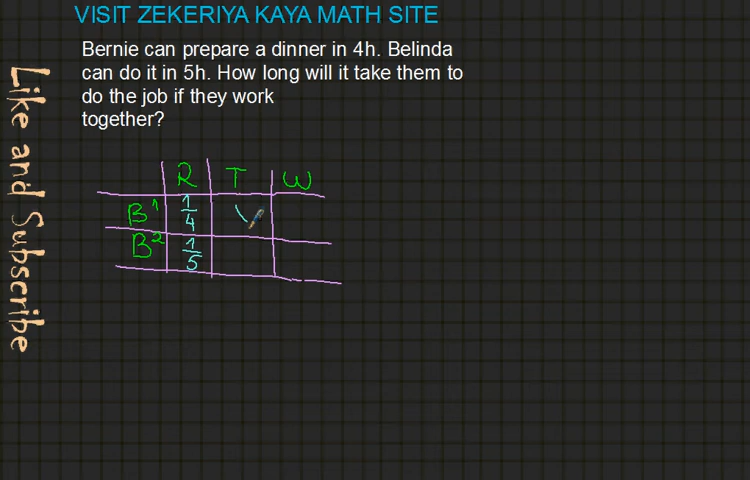 VISIT ZEKERIYA KAYA MATH SITE
Bernie can prepare a dinner in 4h. Belinda
can do it in 5h. How long will it take them to
do the job if they work
together?
Like and Subscribe
R T W
B1 1/4
B2 1/5